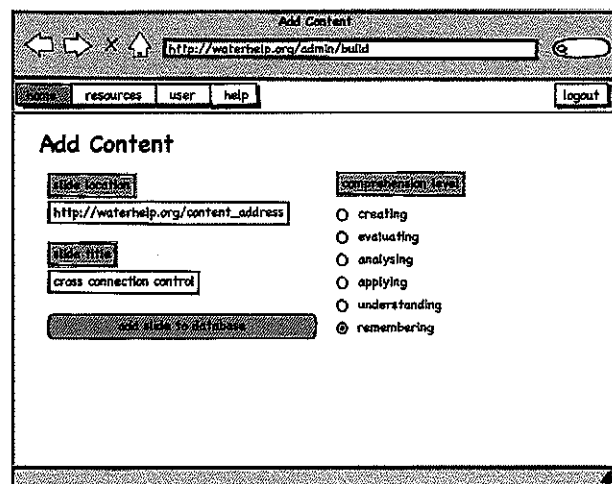 Add Content
http://waterhelp.org/admin/build
home resources user help logout
Add Content
slide location
http://waterhelp.org/content_address
slide title
cross connection control
add slide to database
comprehension level
creating
evaluating
analysing
applying
understanding
remembering